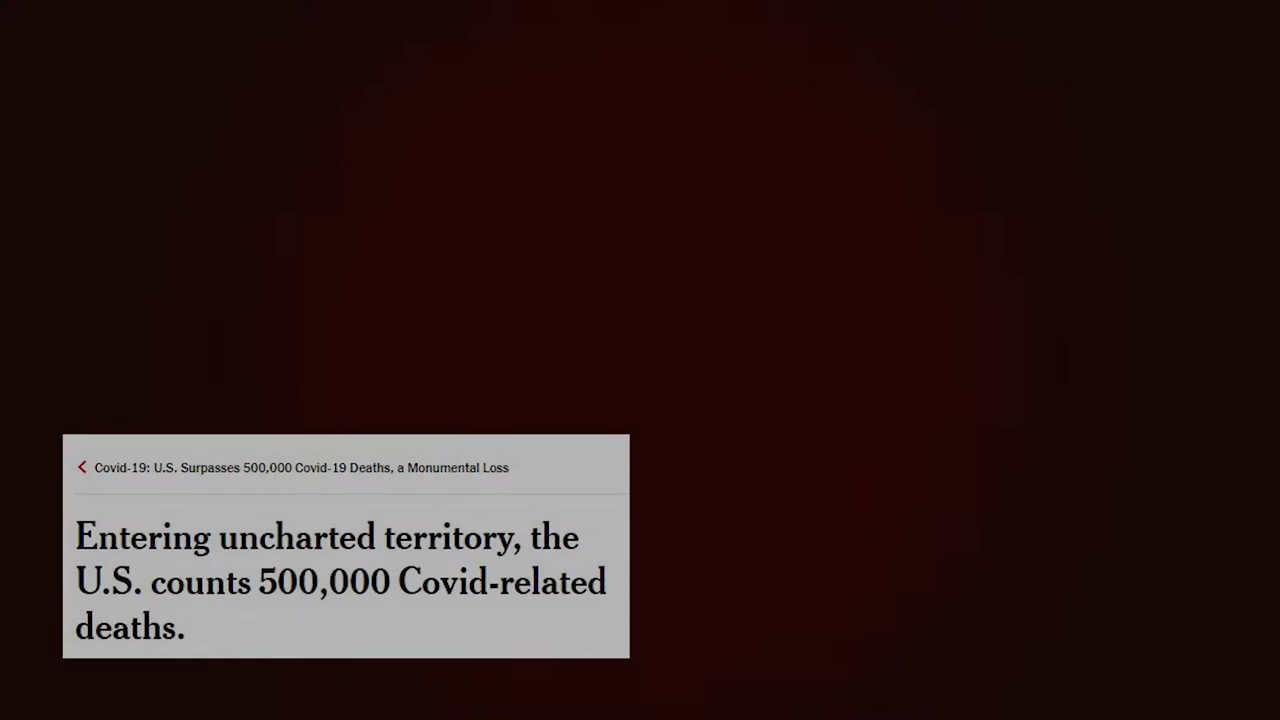 Covid-19: U.S. Surpasses 500,000 Covid-19 Deaths, a Monumental Loss
Entering uncharted territory, the
U.S. counts 500,000 Covid-related
deaths.